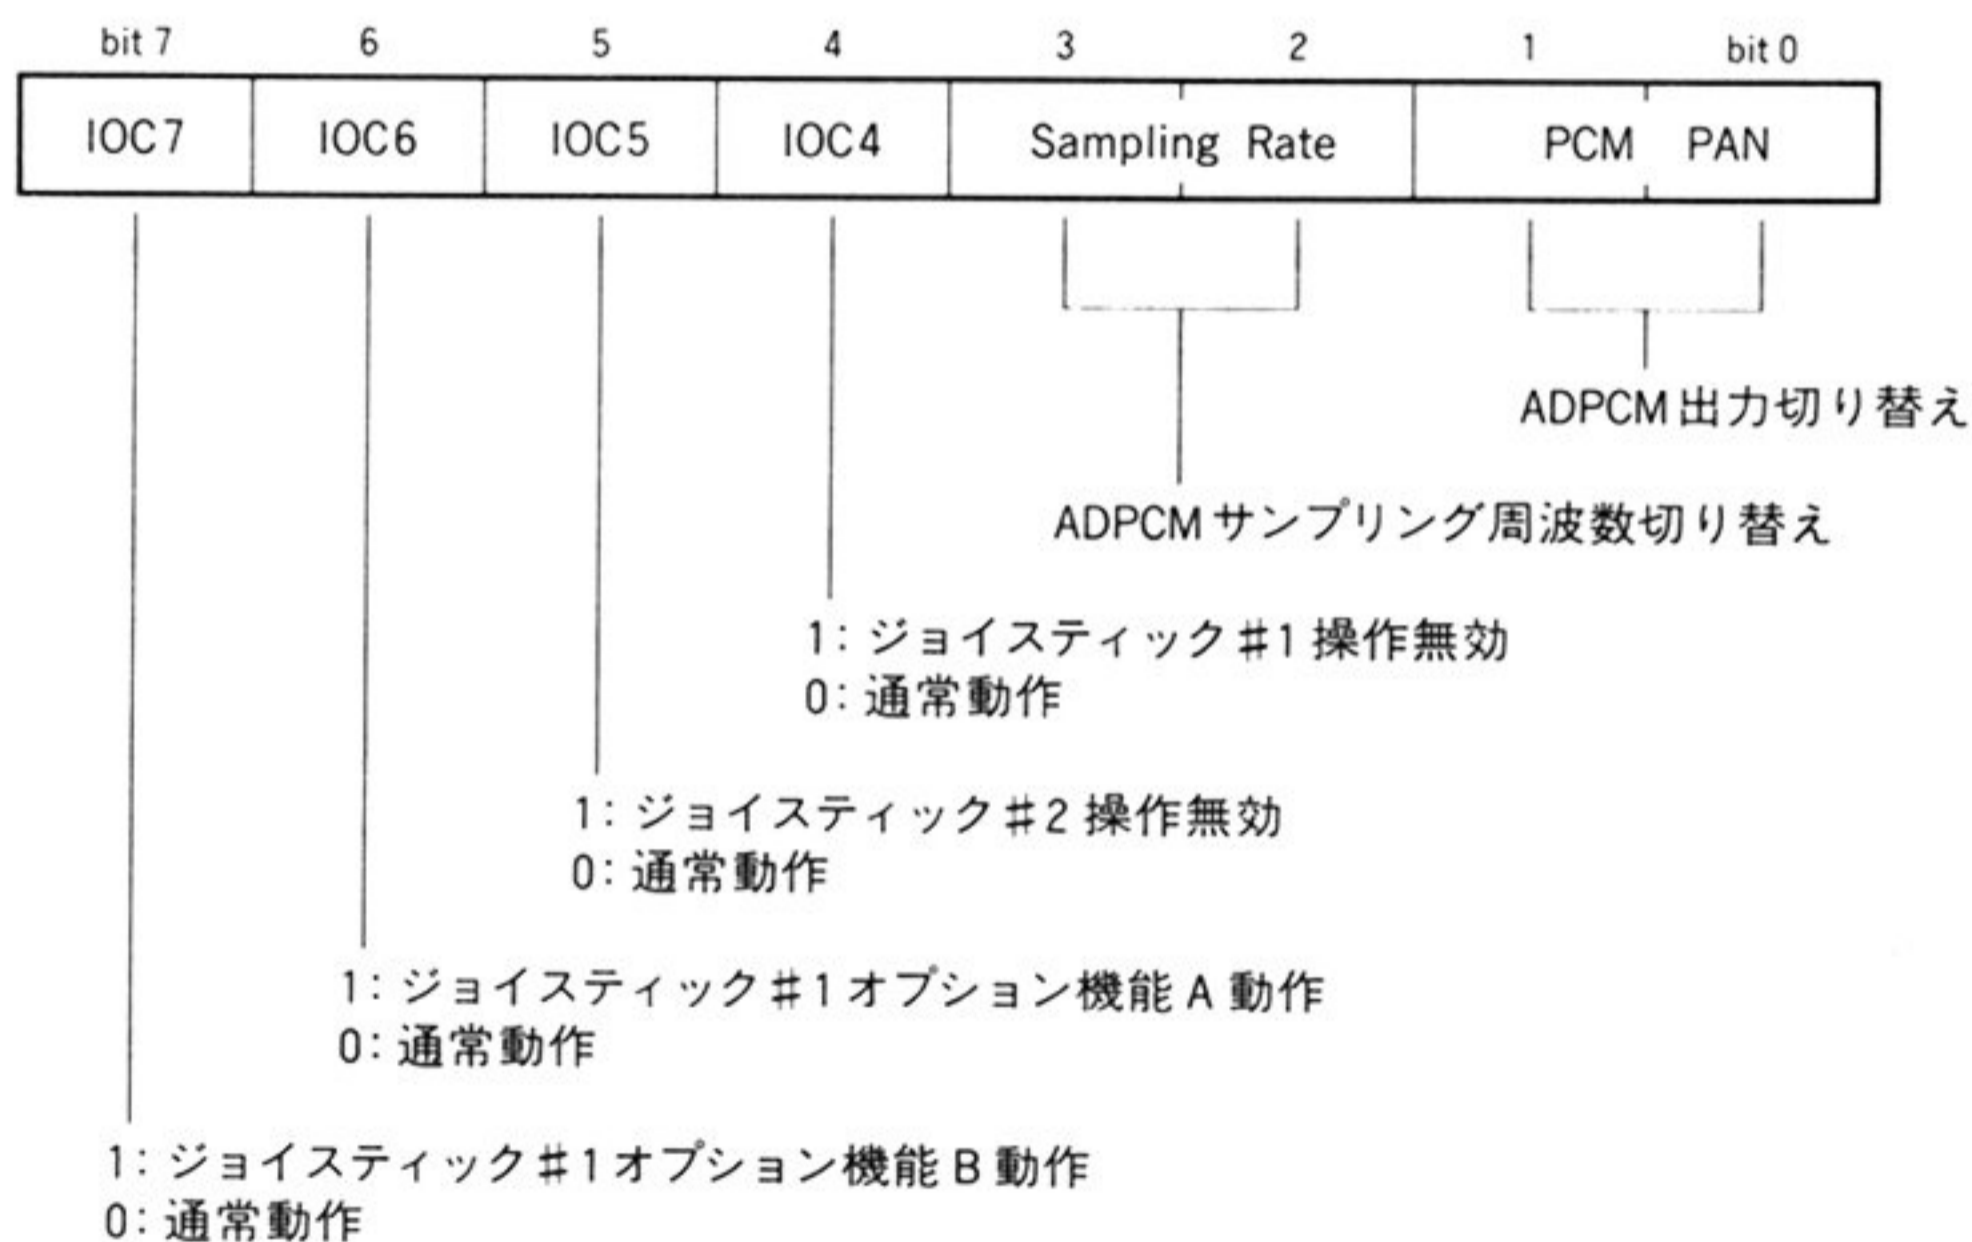 bit 7 6 5 4 3 2 1 bit 0
IOC7 IOC6 IOC5 IOC4 Sampling Rate PCM PAN
ADPCM出力切り替え
ADPCMサンプリング周波数切り替え
1: ジョイスティック#1操作無効
0: 通常動作
1: ジョイスティック#2操作無効
0: 通常動作
1: ジョイスティック#1オプション機能A動作
0: 通常動作
1: ジョイスティック#1オプション機能B動作
0: 通常動作